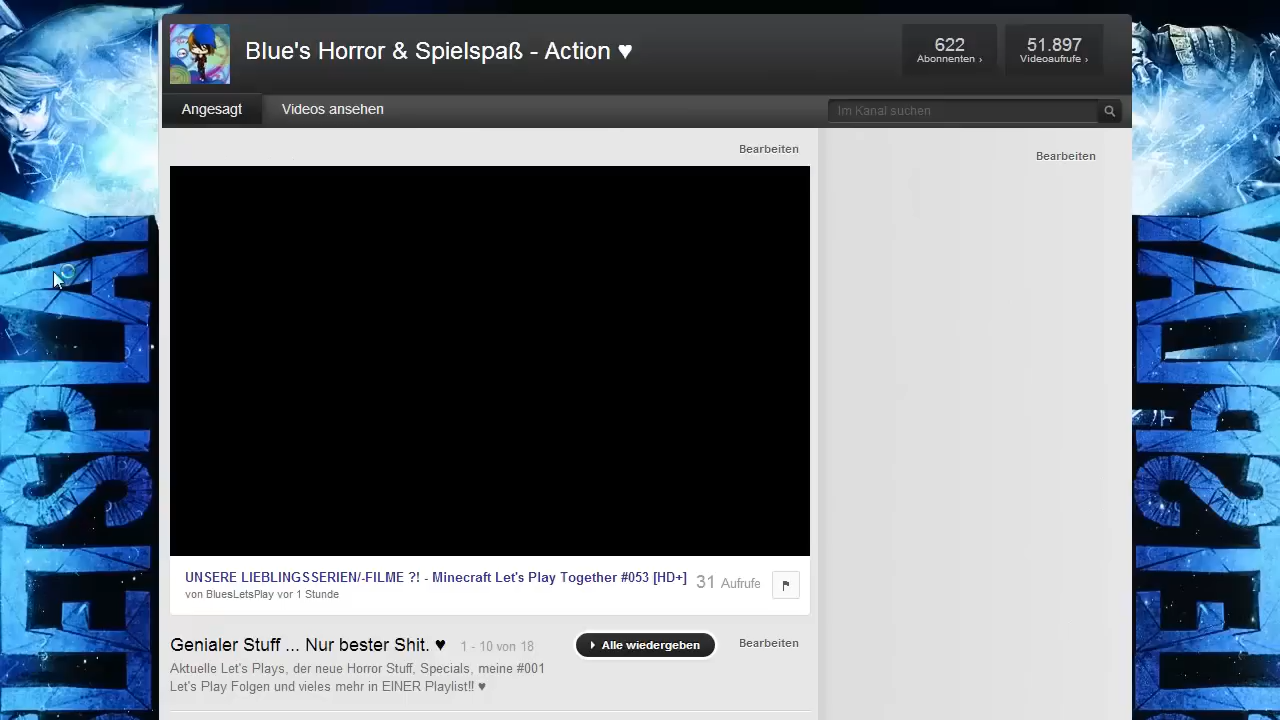 Blue's Horror & Spielspaß - Action ♥
622
Abonnenten ›
51.897
Videoaufrufe ›
Angesagt
Videos ansehen
Im Kanal suchen
Bearbeiten
Bearbeiten
UNSERE LIEBLINGSSERIEN/-FILME ?! - Minecraft Let's Play Together #053 [HD+]
31 Aufrufe
von BluesLetsPlay vor 1 Stunde
Genialer Stuff ... Nur bester Shit. ♥
1 - 10 von 18
Alle wiedergeben
Bearbeiten
Aktuelle Let's Plays, der neue Horror Stuff, Specials, meine #001
Let's Play Folgen und vieles mehr in EINER Playlist!! ♥